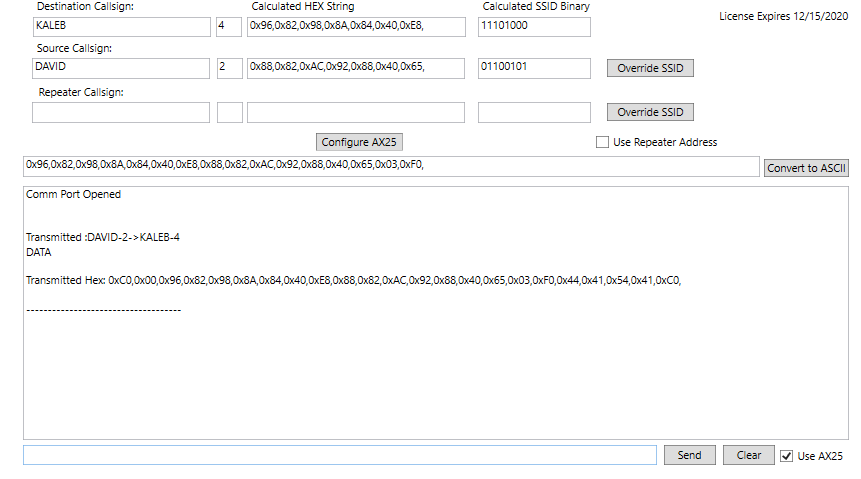 Destination Callsign: Calculated HEX String Calculated SSID Binary
License Expires 12/15/2020
KALEB 4 0x96,0x82,0x98,0x8A,0x84,0x40,0xE8, 11101000
Source Callsign:
DAVID 2 0x88,0x82,0xAC,0x92,0x88,0x40,0x65, 01100101 Override SSID
Repeater Callsign:
Override SSID
Configure AX25 Use Repeater Address
0x96,0x82,0x98,0x8A,0x84,0x40,0xE8,0x88,0x82,0xAC,0x92,0x88,0x40,0x65,0x03,0xF0, Convert to ASCII
Comm Port Opened
Transmitted :DAVID-2->KALEB-4
DATA
Transmitted Hex: 0xC0,0x00,0x96,0x82,0x98,0x8A,0x84,0x40,0xE8,0x88,0x82,0xAC,0x92,0x88,0x40,0x65,0x03,0xF0,0x44,0x41,0x54,0x41,0xC0,
------------------------------------
Send Clear Use AX25